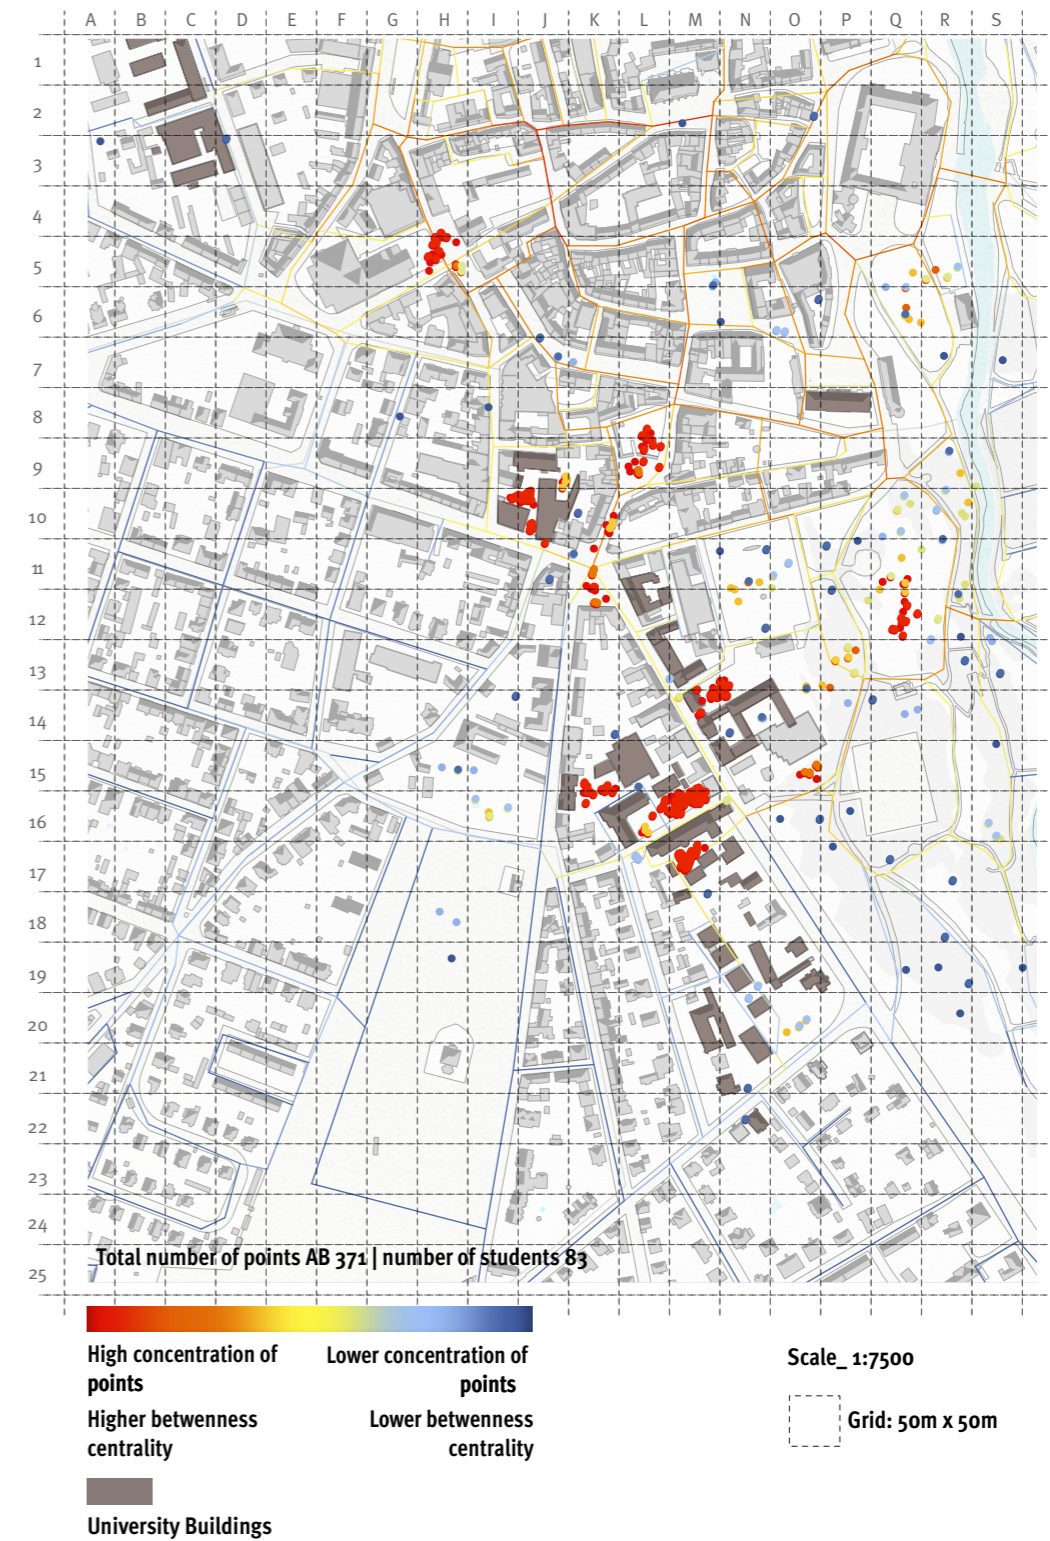 A B C D E F G H I J K L M N O P Q R S
1
2
3
4
5
6
7
8
9
10
11
12
13
14
15
16
17
18
19
20
21
22
23
24
25
Total number of points AB 371 | number of students 83
High concentration of
points
Lower concentration of
points
Higher betwenness
centrality
Lower betwenness
centrality
University Buildings
Scale_ 1:7500
Grid: 50m x 50m